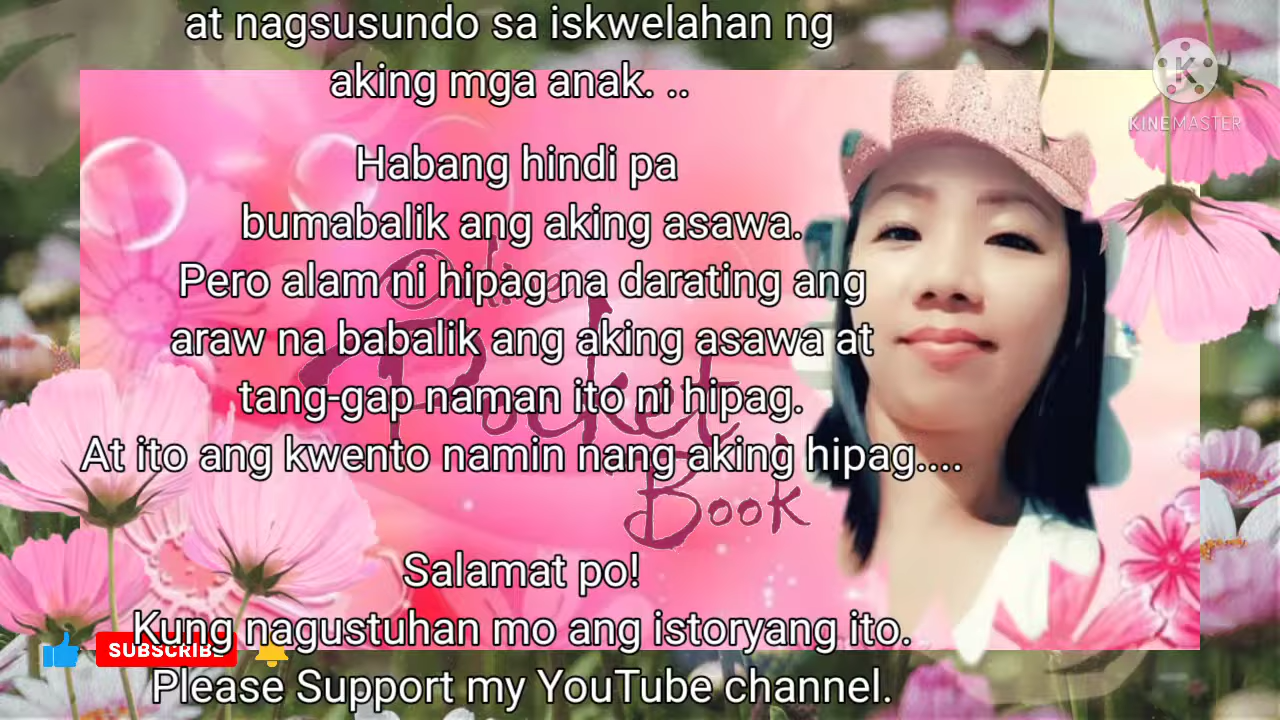 at nagsusundo sa iskwelahan ng
aking mga anak. ..
Habang hindi pa
bumabalik ang aking asawa.
Pero alam ni hipag na darating ang
araw na babalik ang aking asawa at
tang-gap naman ito ni hipag.
At ito ang kwento namin nang aking hipag....
Salamat po!
Kung nagustuhan mo ang istoryang ito.
Please Support my YouTube channel.
Online
Pocket
Book
SUBSCRIBE
K
KINEMASTER